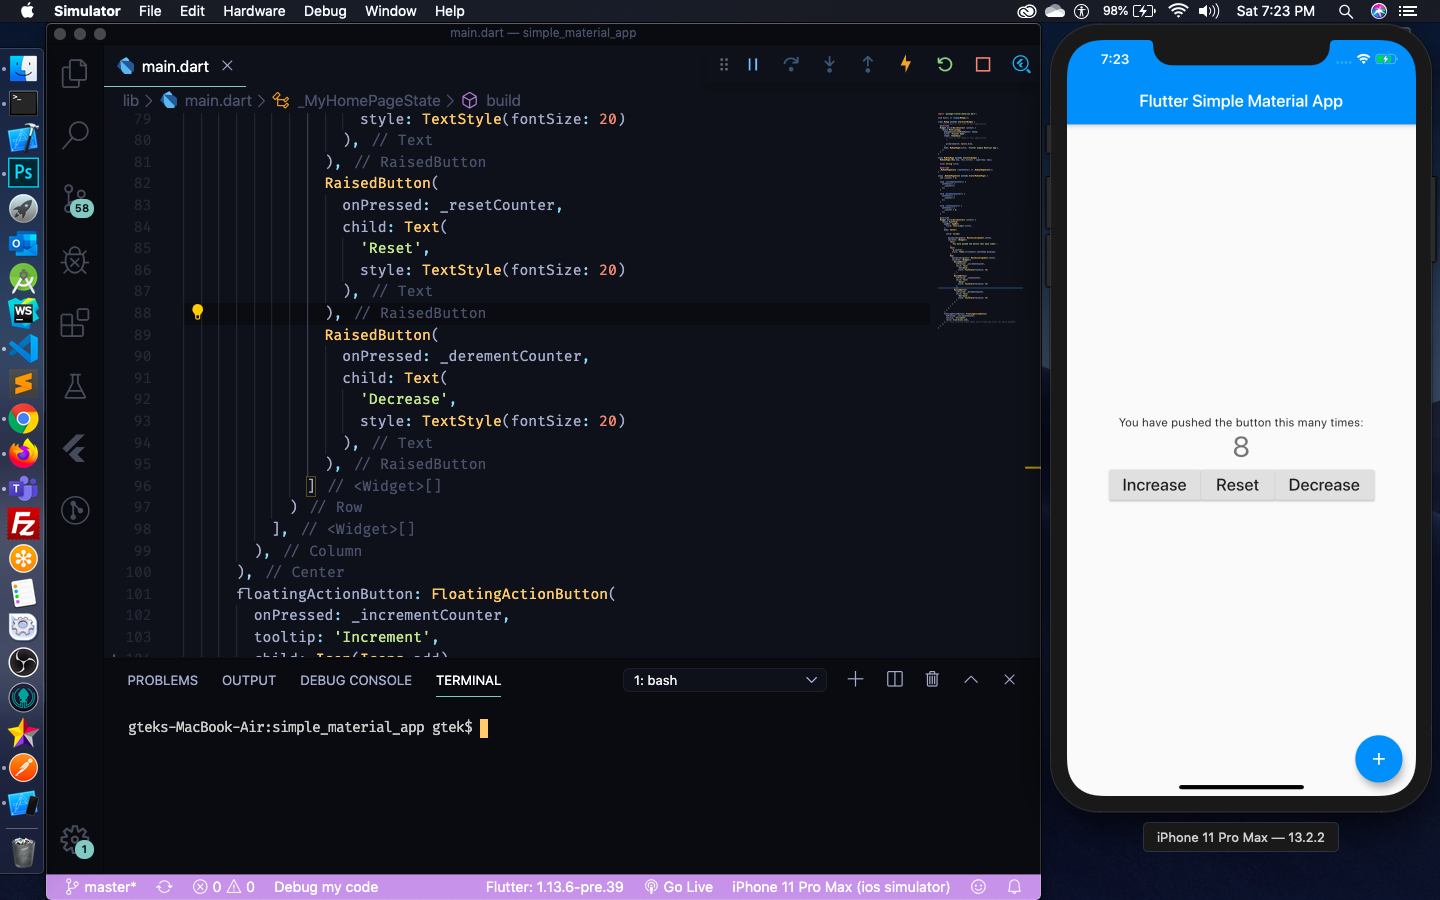 Simulator File Edit Hardware Debug Window Help 98% Sat 7:23 PM
main.dart — simple_material_app
main.dart
lib > main.dart > _MyHomePageState > build
79 style: TextStyle(fontSize: 20)
80 ), // Text
81 ), // RaisedButton
82 RaisedButton(
83 onPressed: _resetCounter,
84 child: Text(
85 'Reset',
86 style: TextStyle(fontSize: 20)
87 ), // Text
88 ), // RaisedButton
89 RaisedButton(
90 onPressed: _derementCounter,
91 child: Text(
92 'Decrease',
93 style: TextStyle(fontSize: 20)
94 ), // Text
95 ), // RaisedButton
96 ] // <Widget>[]
97 ) // Row
98 ], // <Widget>[]
99 ), // Column
100 ), // Center
101 floatingActionButton: FloatingActionButton(
102 onPressed: _incrementCounter,
103 tooltip: 'Increment',
PROBLEMS OUTPUT DEBUG CONSOLE TERMINAL 1: bash
gteks-MacBook-Air:simple_material_app gtek$
58
1
master* 0 0 Debug my code Flutter: 1.13.6-pre.39 Go Live iPhone 11 Pro Max (ios simulator)
Ps
WS
Fz
7:23
Flutter Simple Material App
You have pushed the button this many times:
8
Increase Reset Decrease
+
iPhone 11 Pro Max — 13.2.2